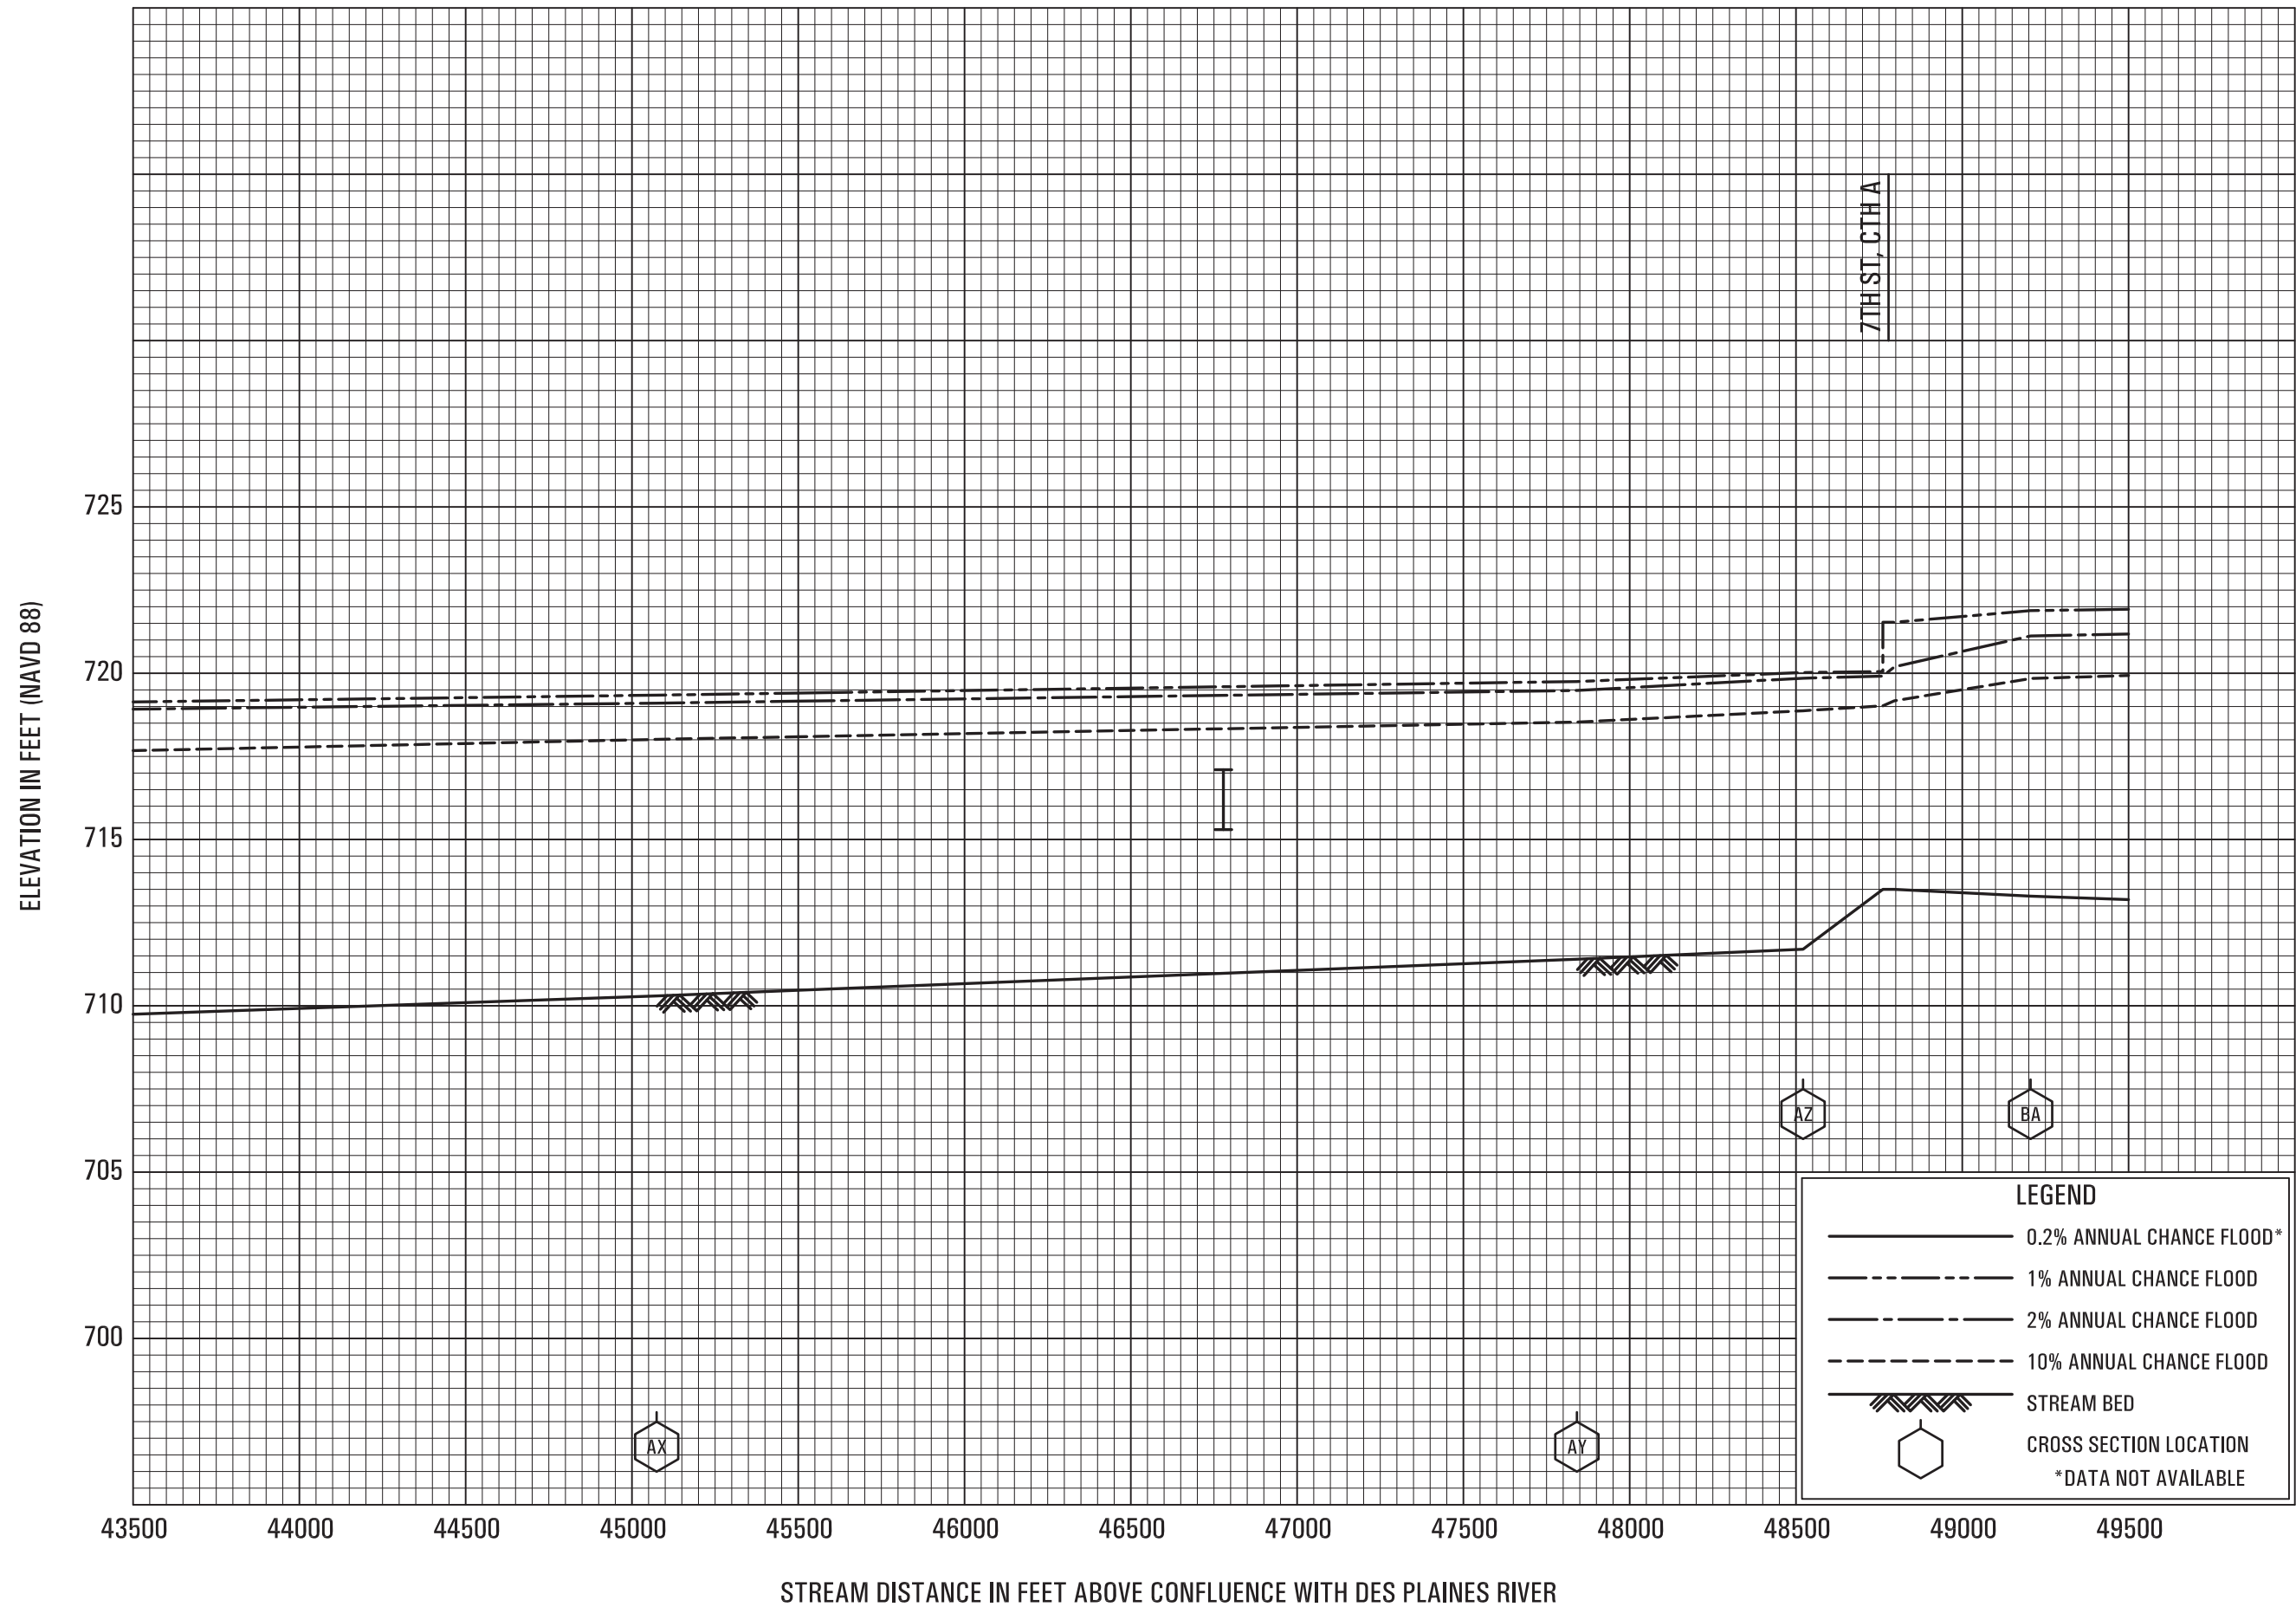 7TH ST, CTH A
725
720
715
710
705
700
ELEVATION IN FEET (NAVD 88)
AZ
BA
AX
AY
LEGEND
0.2% ANNUAL CHANCE FLOOD*
1% ANNUAL CHANCE FLOOD
2% ANNUAL CHANCE FLOOD
10% ANNUAL CHANCE FLOOD
STREAM BED
CROSS SECTION LOCATION
*DATA NOT AVAILABLE
43500 44000 44500 45000 45500 46000 46500 47000 47500 48000 48500 49000 49500
STREAM DISTANCE IN FEET ABOVE CONFLUENCE WITH DES PLAINES RIVER